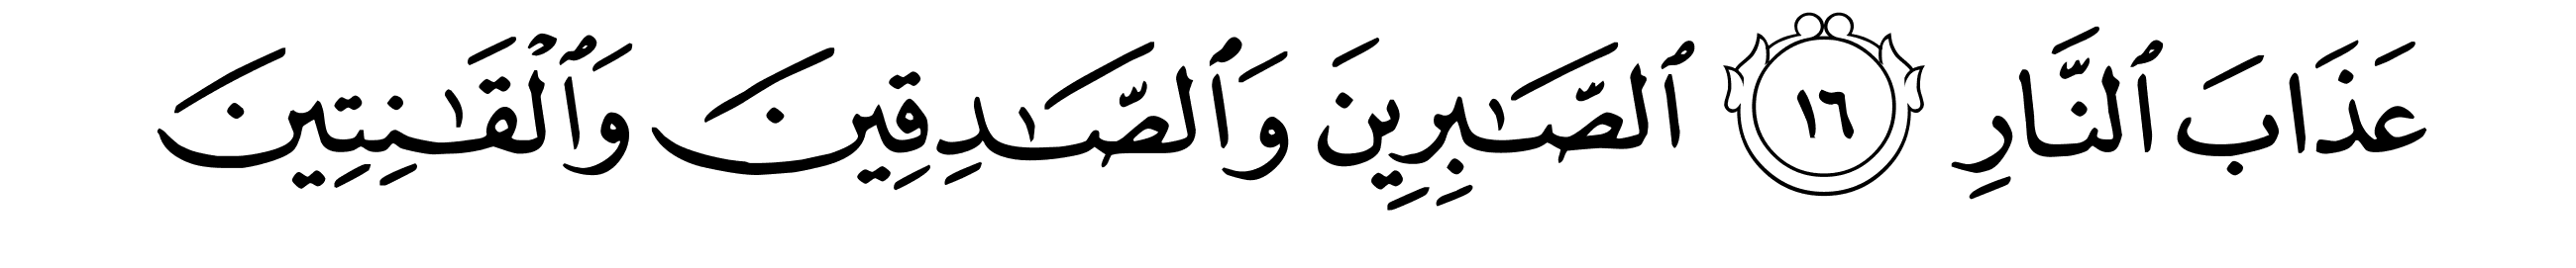 عَذَابَ ٱلنَّارِ ١٦ ٱلصَّـٰبِرِينَ وَٱلصَّـٰدِقِينَ وَٱلْقَـٰنِتِينَ